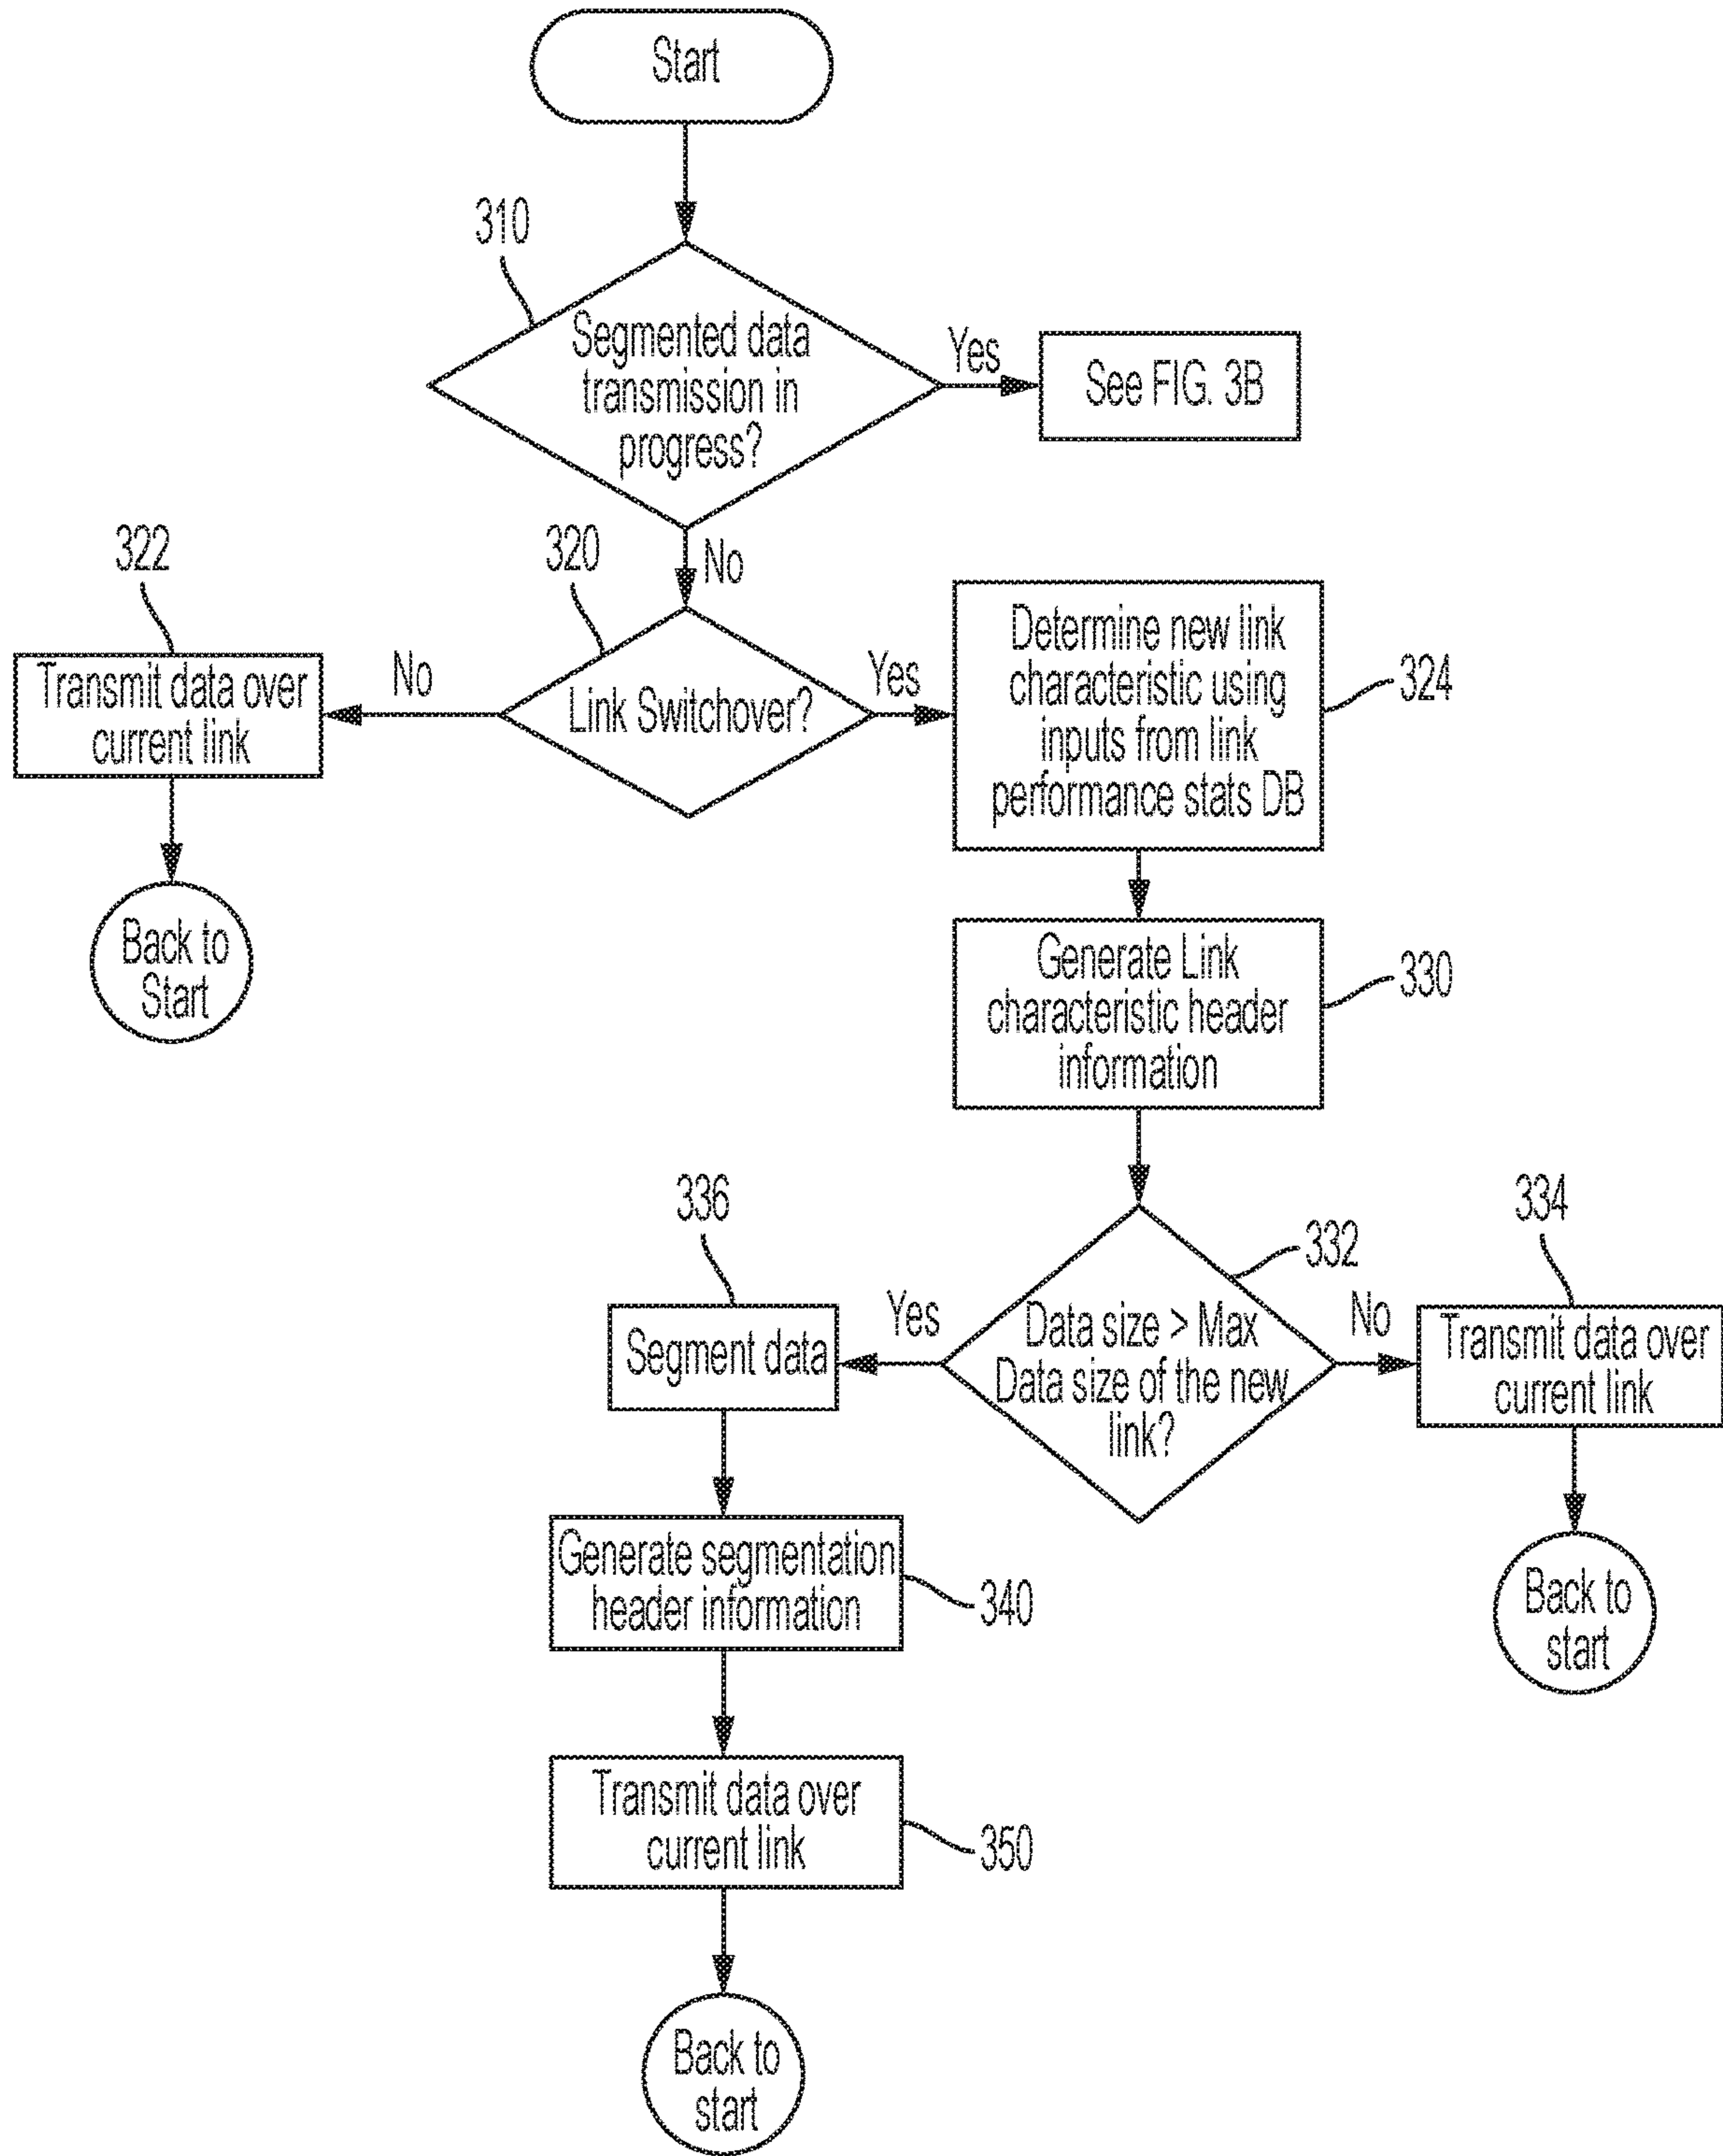 Start
310
Segmented data
transmission in
progress?
Yes
See FIG. 3B
No
322
320
Transmit data over
current link
No
Link Switchover?
Yes
Determine new link
characteristic using
inputs from link
performance stats DB
324
Back to
Start
Generate Link
characteristic header
information
330
336
332
334
Segment data
Yes
Data size > Max
Data size of the new
link?
No
Transmit data over
current link
Generate segmentation
header information
340
Back to
start
Transmit data over
current link
350
Back to
start